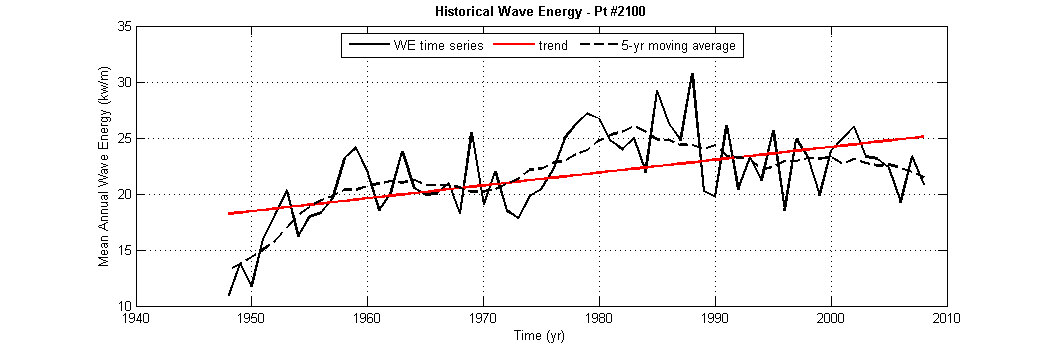 Historical Wave Energy - Pt #2100
WE time series trend 5-yr moving average
Mean Annual Wave Energy (kw/m)
35
30
25
20
15
10
1940 1950 1960 1970 1980 1990 2000 2010
Time (yr)